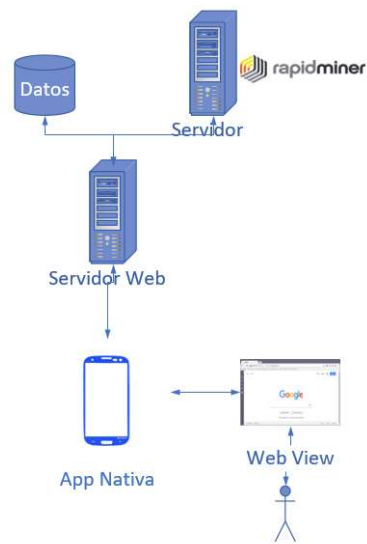 Datos
rapidminer
Servidor
Servidor Web
Google
App Nativa
Web View